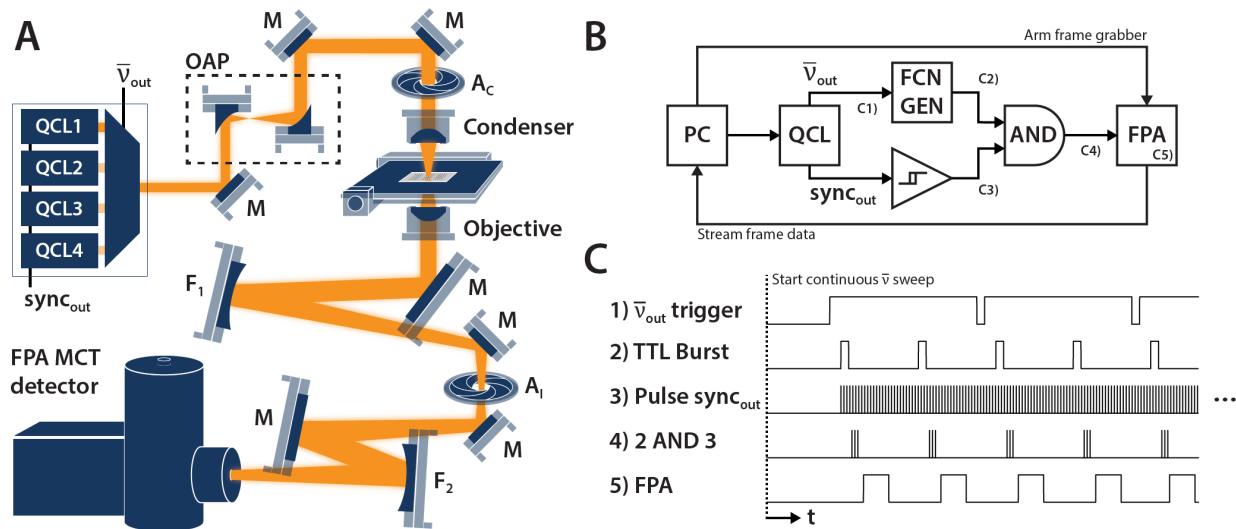 A
M
M
OAP
ν̅out
AC
QCL1
QCL2
QCL3
QCL4
Condenser
M
Objective
syncout
F1
M
M
FPA MCT
detector
AI
M
M
F2
B
Arm frame grabber
ν̅out
FCN
GEN
C1)
C2)
PC
QCL
AND
FPA
C4)
C5)
syncout
C3)
Stream frame data
C
Start continuous ν̅ sweep
1) ν̅out trigger
2) TTL Burst
3) Pulse syncout
...
4) 2 AND 3
5) FPA
t